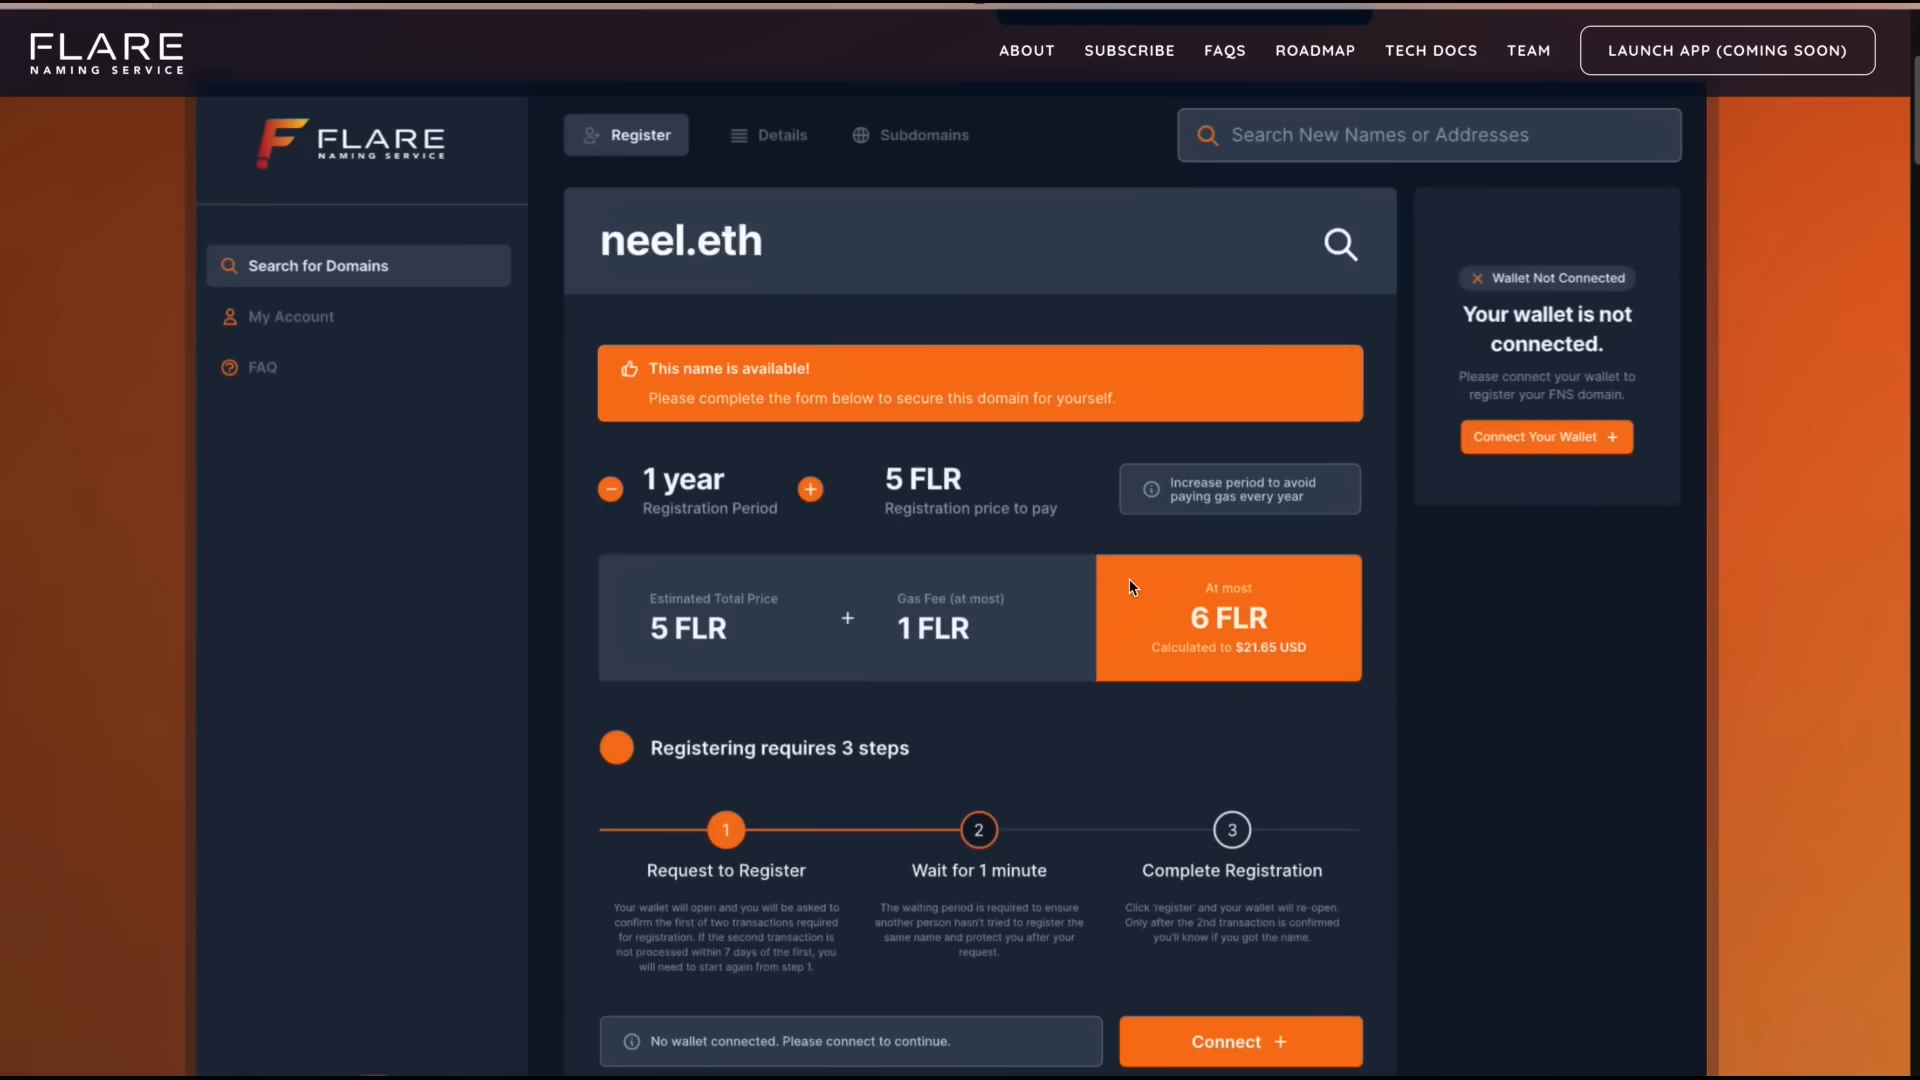 FLARE
NAMING SERVICE
ABOUT
SUBSCRIBE
FAQS
ROADMAP
TECH DOCS
TEAM
LAUNCH APP (COMING SOON)
FLARE
NAMING SERVICE
Search for Domains
My Account
FAQ
Register
Details
Subdomains
Search New Names or Addresses
neel.eth
This name is available!
Please complete the form below to secure this domain for yourself.
1 year
Registration Period
5 FLR
Registration price to pay
Increase period to avoid
paying gas every year
Estimated Total Price
5 FLR
+
Gas Fee (at most)
1 FLR
At most
6 FLR
Calculated to $21.65 USD
Registering requires 3 steps
1
Request to Register
Your wallet will open and you will be asked to
confirm the first of two transactions required
for registration. If the second transaction is
not processed within 7 days of the first, you
will need to start again from step 1.
2
Wait for 1 minute
The waiting period is required to ensure
another person hasn't tried to register the
same name and protect you after your
request.
3
Complete Registration
Click 'register' and your wallet will re-open.
Only after the 2nd transaction is confirmed
you'll know if you got the name.
No wallet connected. Please connect to continue.
Connect +
Wallet Not Connected
Your wallet is not
connected.
Please connect your wallet to
register your FNS domain.
Connect Your Wallet +